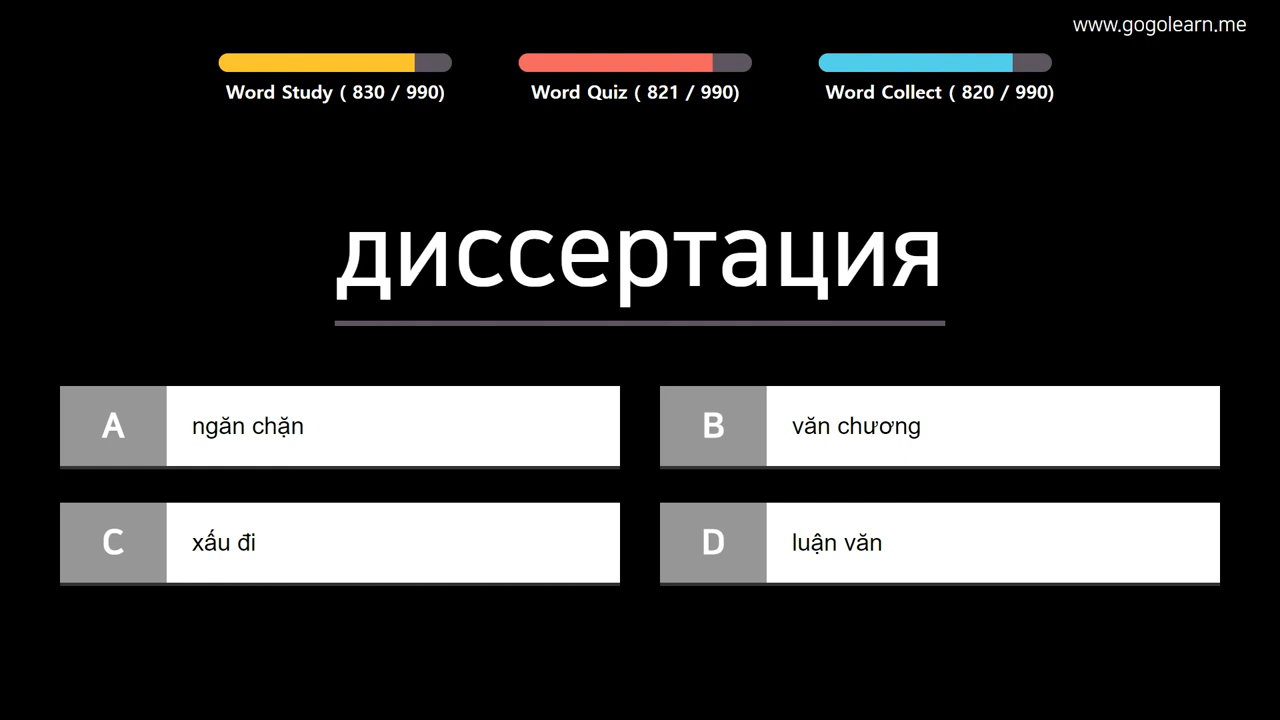 www.gogolearn.me
Word Study ( 830 / 990)
Word Quiz ( 821 / 990)
Word Collect ( 820 / 990)
диссертация
A ngăn chặn
B văn chương
C xấu đi
D luận văn